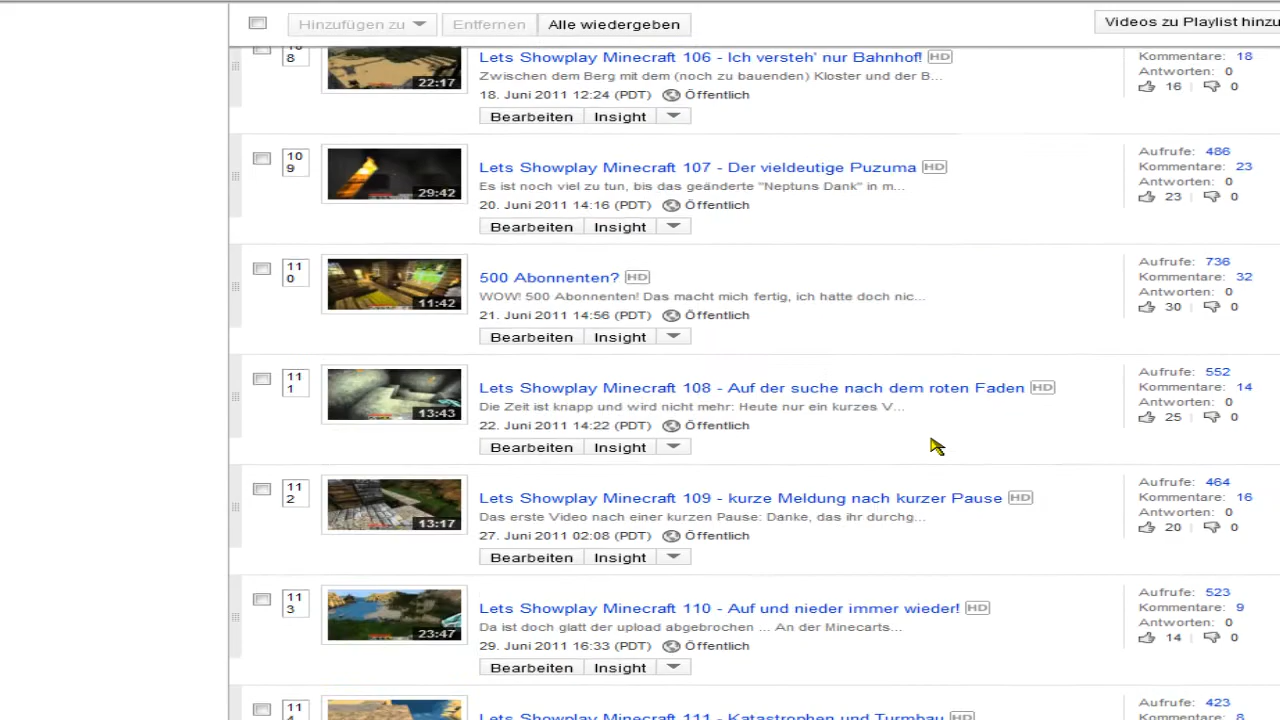 Hinzufügen zu Entfernen Alle wiedergeben Videos zu Playlist hinzu
10
8
22:17
Lets Showplay Minecraft 106 - Ich versteh' nur Bahnhof! HD
Zwischen dem Berg mit dem (noch zu bauenden) Kloster und der B...
18. Juni 2011 12:24 (PDT) Öffentlich
Bearbeiten Insight
Kommentare: 18
Antworten: 0
16 0
10
9
29:42
Lets Showplay Minecraft 107 - Der vieldeutige Puzuma HD
Es ist noch viel zu tun, bis das geänderte "Neptuns Dank" in m...
20. Juni 2011 14:16 (PDT) Öffentlich
Bearbeiten Insight
Aufrufe: 486
Kommentare: 23
Antworten: 0
23 0
11
0
11:42
500 Abonnenten? HD
WOW! 500 Abonnenten! Das macht mich fertig, ich hatte doch nic...
21. Juni 2011 14:56 (PDT) Öffentlich
Bearbeiten Insight
Aufrufe: 736
Kommentare: 32
Antworten: 0
30 0
11
1
13:43
Lets Showplay Minecraft 108 - Auf der suche nach dem roten Faden HD
Die Zeit ist knapp und wird nicht mehr: Heute nur ein kurzes V...
22. Juni 2011 14:22 (PDT) Öffentlich
Bearbeiten Insight
Aufrufe: 552
Kommentare: 14
Antworten: 0
25 0
11
2
13:17
Lets Showplay Minecraft 109 - kurze Meldung nach kurzer Pause HD
Das erste Video nach einer kurzen Pause: Danke, das ihr durchg...
27. Juni 2011 02:08 (PDT) Öffentlich
Bearbeiten Insight
Aufrufe: 464
Kommentare: 16
Antworten: 0
20 0
11
3
23:47
Lets Showplay Minecraft 110 - Auf und nieder immer wieder! HD
Da ist doch glatt der upload abgebrochen ... An der Minecarts...
29. Juni 2011 16:33 (PDT) Öffentlich
Bearbeiten Insight
Aufrufe: 523
Kommentare: 9
Antworten: 0
14 0
11
Lets Showplay Minecraft 111 - Katastrophen und Turmbau HD
Aufrufe: 423
Kommentare: 8